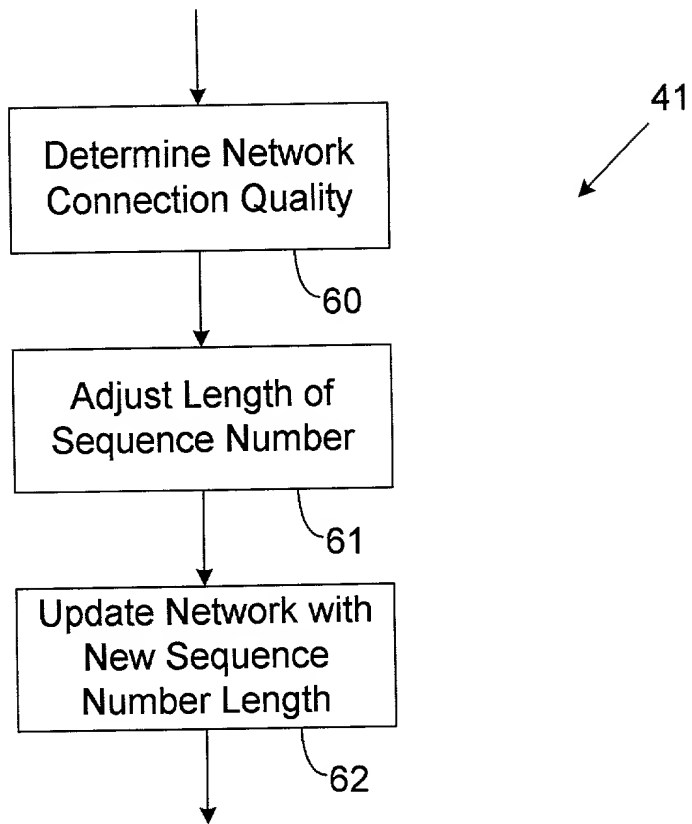 41
Determine Network
Connection Quality
60
Adjust Length of
Sequence Number
61
Update Network with
New Sequence
Number Length
62